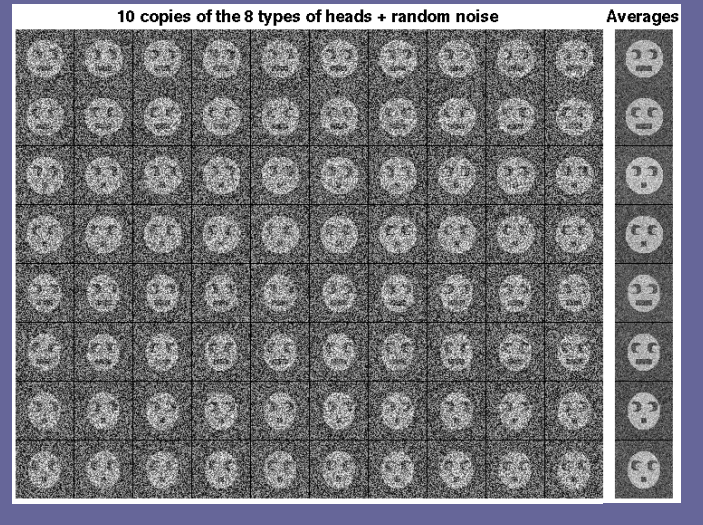 10 copies of the 8 types of heads + random noise
Averages